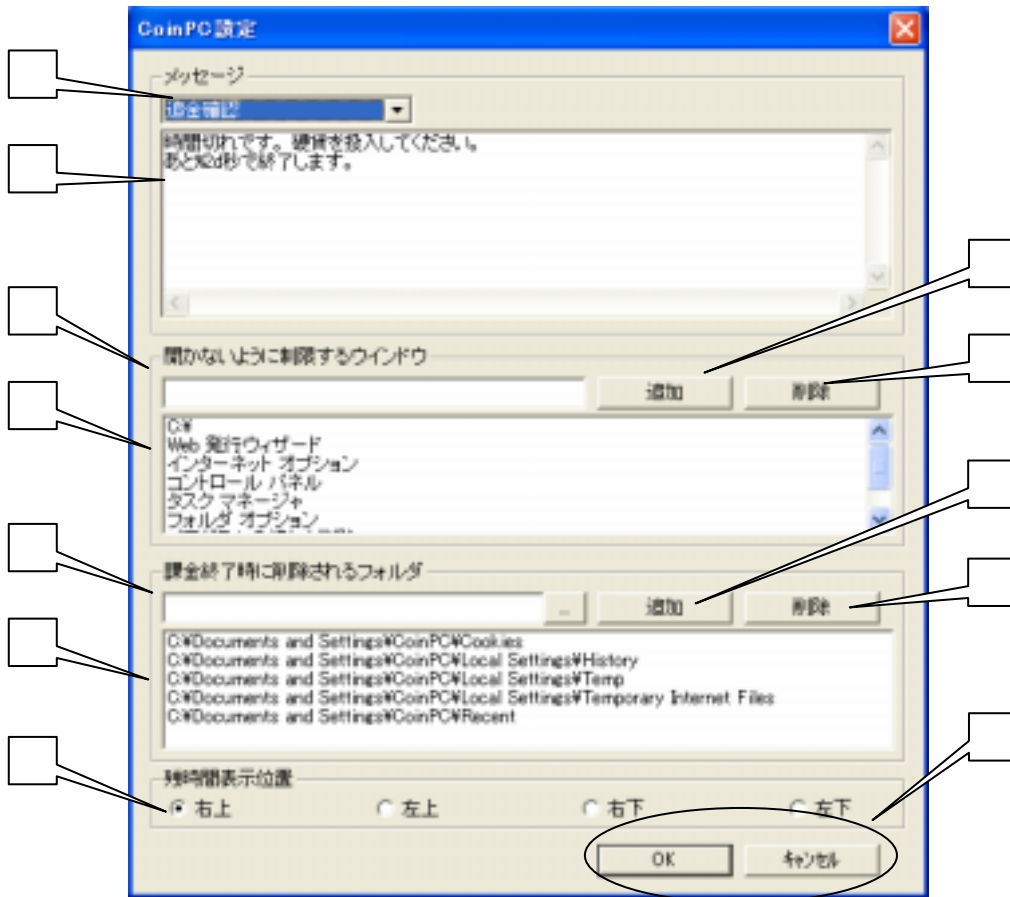 CoinPC設定
メッセージ
追金確認
時間切れです。硬貨を投入してください。
あと%2d秒で終了します。
開かないように制限するウインドウ
追加
削除
C:¥
Web 発行ウィザード
インターネット オプション
コントロール パネル
タスク マネージャ
フォルダ オプション
課金終了時に削除されるフォルダ
...
追加
削除
C:¥Documents and Settings¥CoinPC¥Cookies
C:¥Documents and Settings¥CoinPC¥Local Settings¥History
C:¥Documents and Settings¥CoinPC¥Local Settings¥Temp
C:¥Documents and Settings¥CoinPC¥Local Settings¥Temporary Internet Files
C:¥Documents and Settings¥CoinPC¥Recent
残時間表示位置
右上
左上
右下
左下
OK
キャンセル